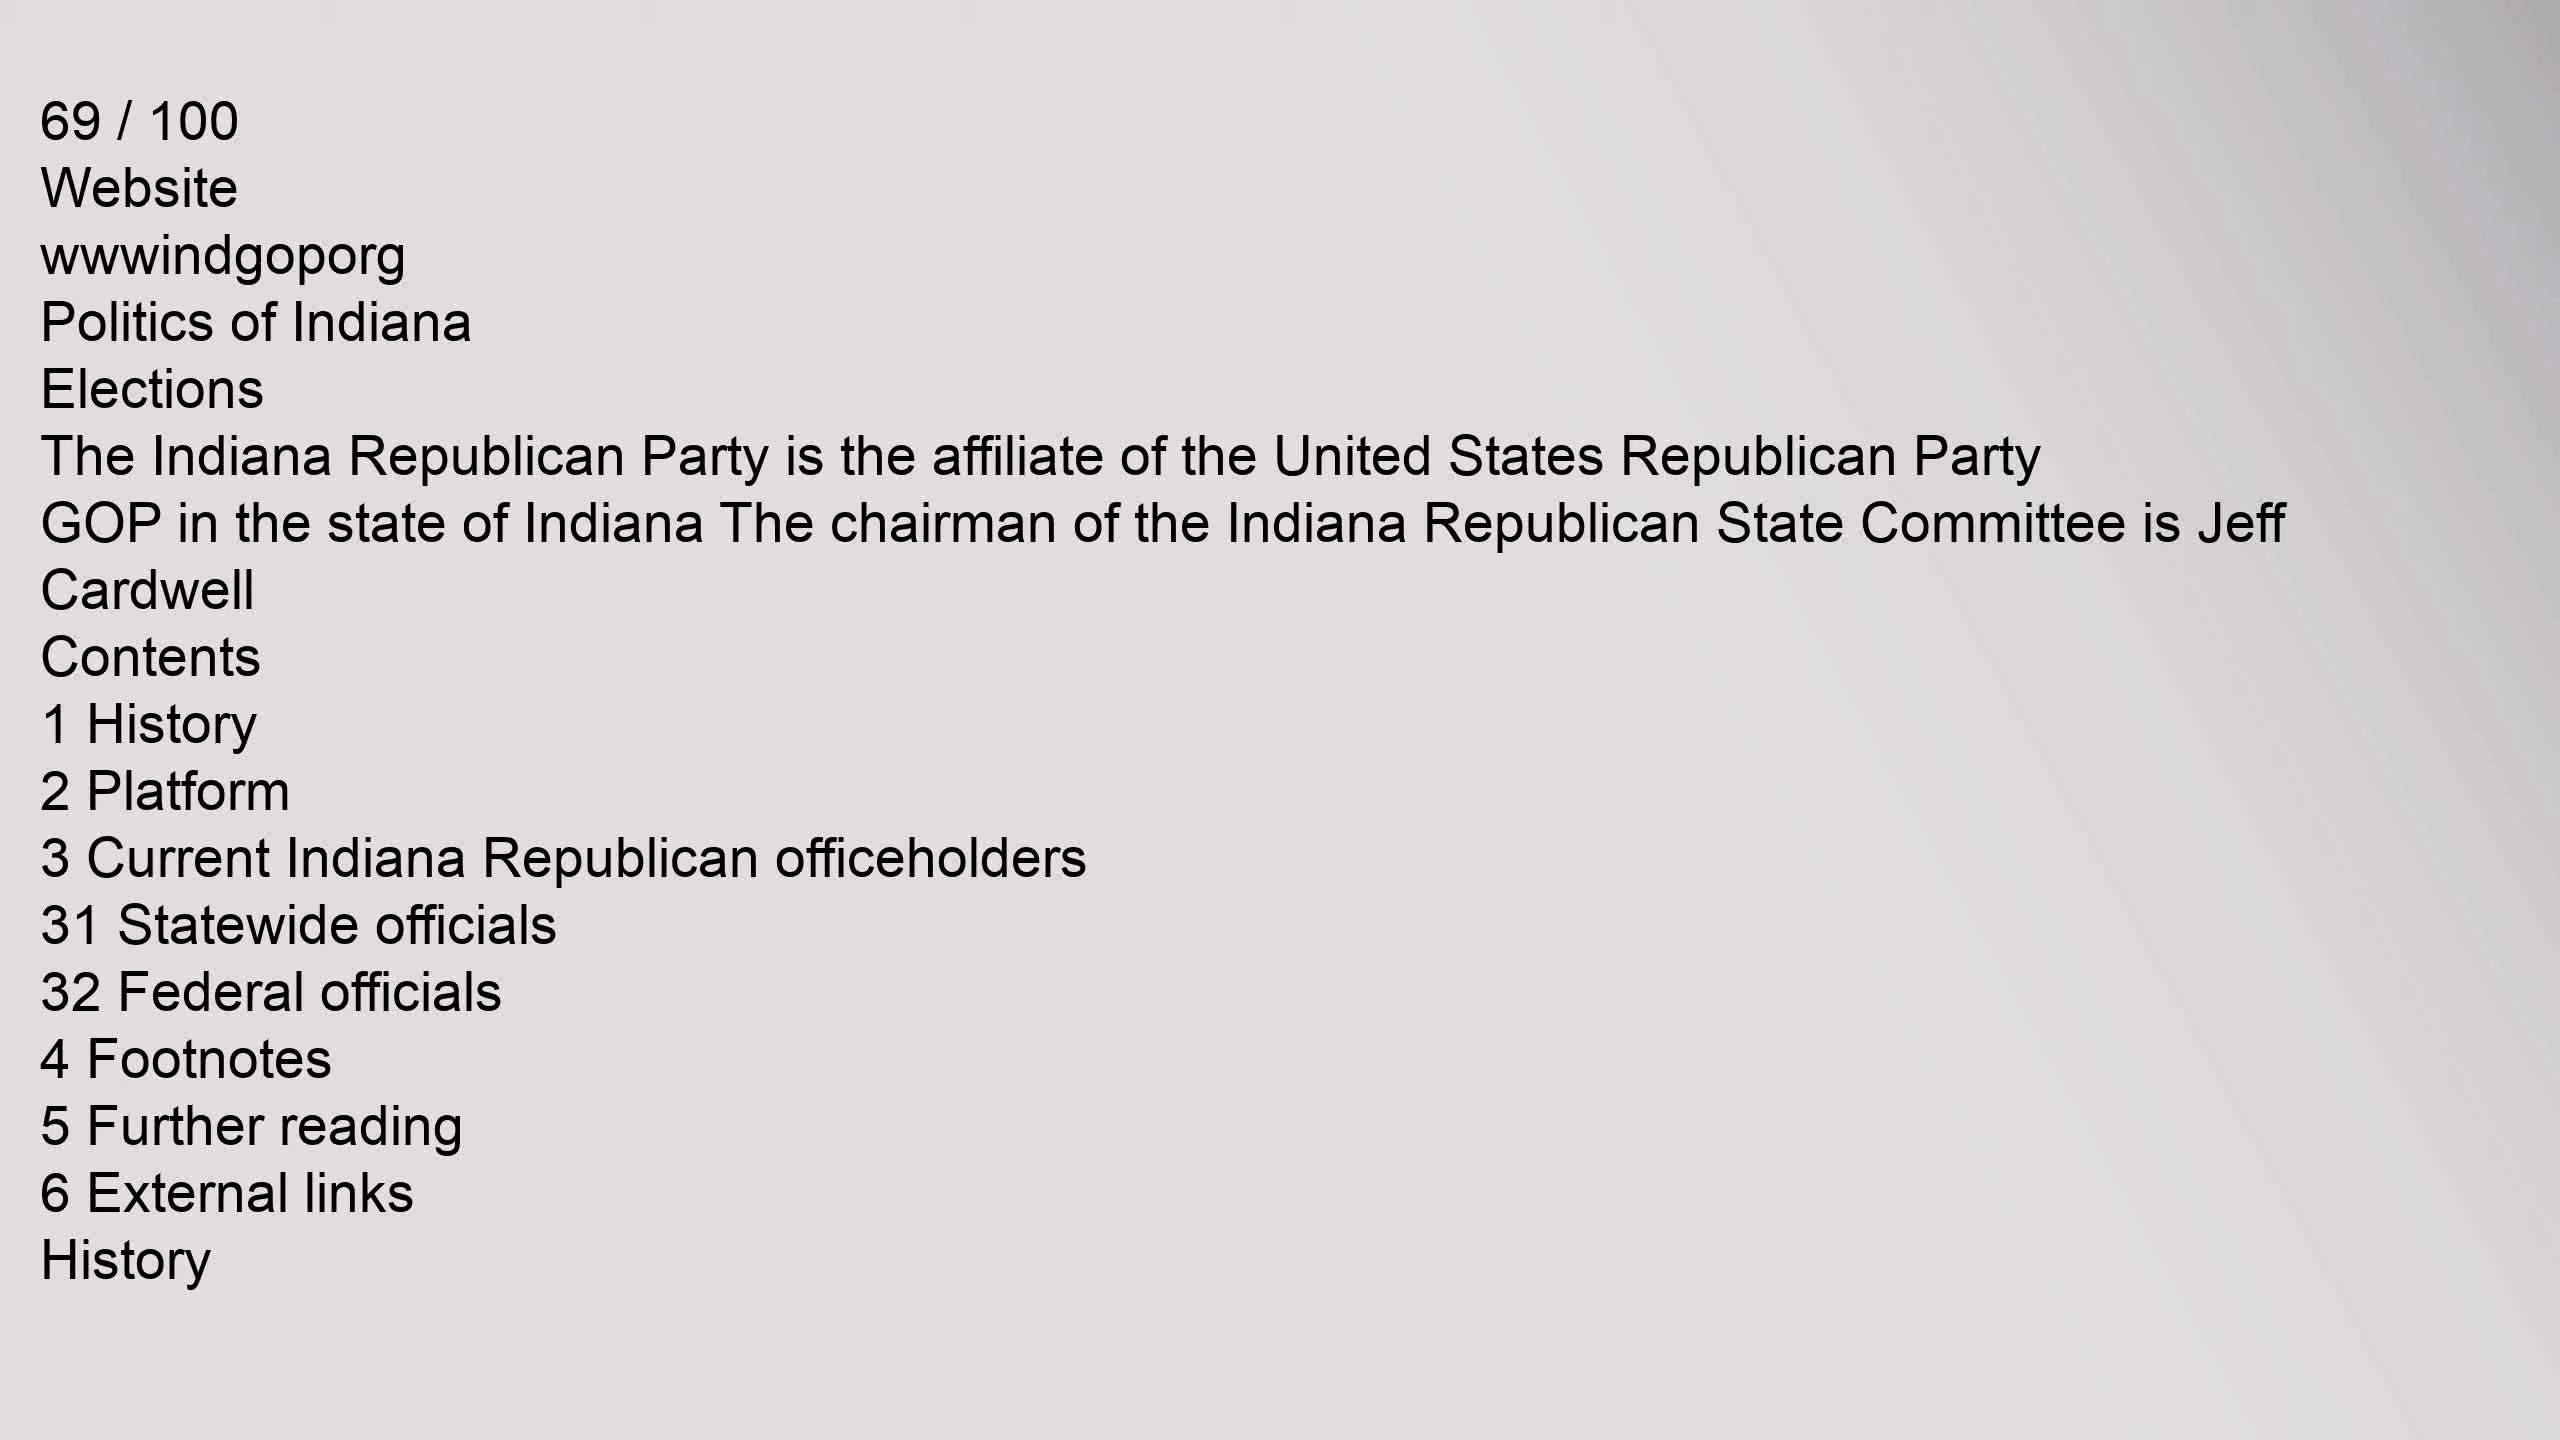 69 / 100
Website
wwwindgoporg
Politics of Indiana
Elections
The Indiana Republican Party is the affiliate of the United States Republican Party
GOP in the state of Indiana The chairman of the Indiana Republican State Committee is Jeff
Cardwell
Contents
1 History
2 Platform
3 Current Indiana Republican officeholders
31 Statewide officials
32 Federal officials
4 Footnotes
5 Further reading
6 External links
History